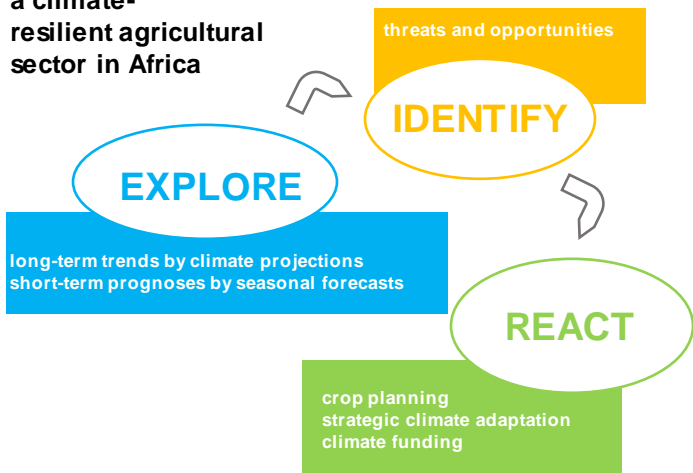 a climate-
resilient agricultural
sector in Africa
threats and opportunities
IDENTIFY
EXPLORE
long-term trends by climate projections
short-term prognoses by seasonal forecasts
REACT
crop planning
strategic climate adaptation
climate funding